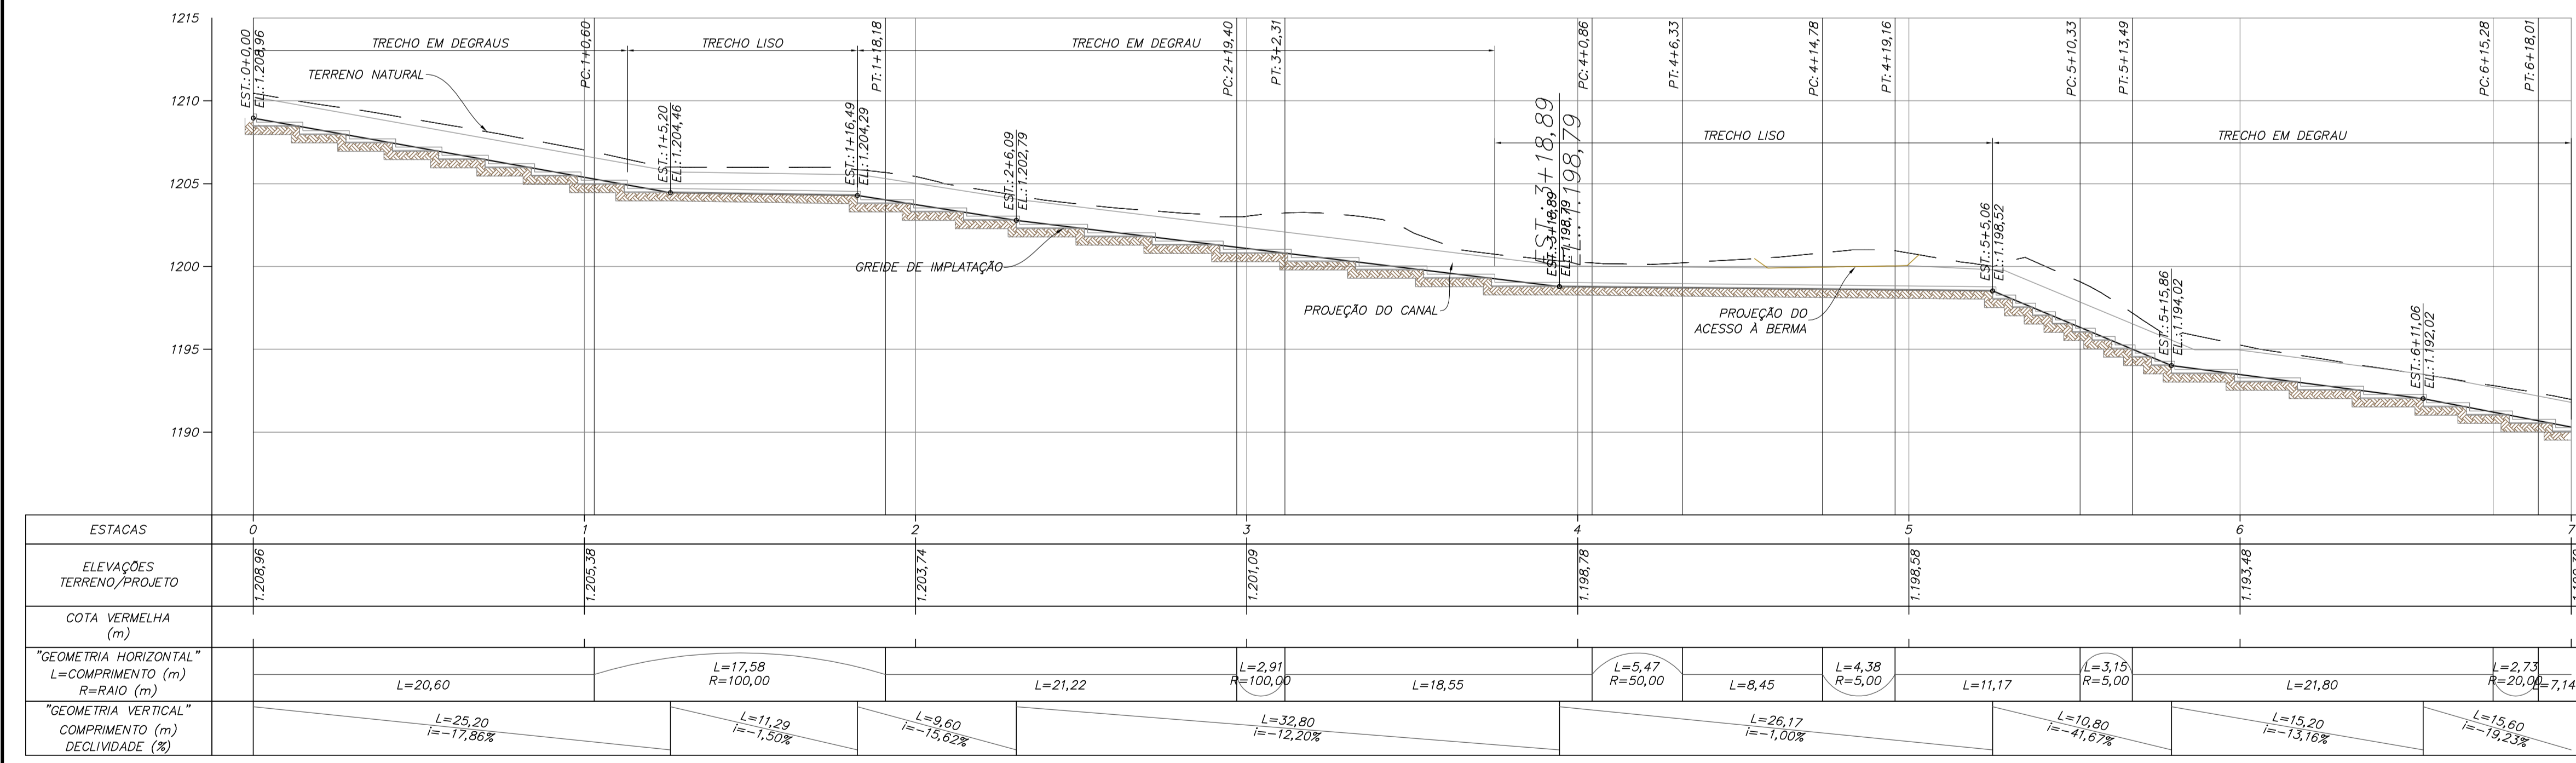 1215
1210
1205
1200
1195
1190
EST.: 0+0,00
EL.: 1.208,96
TRECHO EM DEGRAUS
TERRENO NATURAL
PC: 1+0,60
TRECHO LISO
EST.: 1+5,20
EL.: 1.204,46
EST.: 1+16,49
EL.: 1.204,29
PT: 1+18,18
TRECHO EM DEGRAU
EST.: 2+6,09
EL.: 1.202,79
GREIDE DE IMPLATAÇÃO
PC: 2+19,40
PT: 3+2,31
PROJEÇÃO DO CANAL
EST.: 3+18,89
EL.: 1.198,79
EST.: 3+18,89
EL.: 1.198,79
PC: 4+0,86
PT: 4+6,33
TRECHO LISO
PROJEÇÃO DO
ACESSO À BERMA
PC: 4+14,78
PT: 4+19,16
EST.: 5+5,06
EL.: 1.198,52
PC: 5+10,33
PT: 5+13,49
EST.: 5+15,86
EL.: 1.194,02
TRECHO EM DEGRAU
EST.: 6+11,06
EL.: 1.192,02
PC: 6+15,28
PT: 6+18,01
ESTACAS
0 1 2 3 4 5 6 7
ELEVAÇÕES
TERRENO/PROJETO
1.208,96
1.205,38
1.203,74
1.201,09
1.198,78
1.198,58
1.193,48
COTA VERMELHA
(m)
"GEOMETRIA HORIZONTAL"
L=COMPRIMENTO (m)
R=RAIO (m)
L=20,60
L=17,58
R=100,00
L=21,22
L=2,91
R=100,00
L=18,55
L=5,47
R=50,00
L=8,45
L=4,38
R=5,00
L=11,17
L=3,15
R=5,00
L=21,80
L=2,73
R=20,00
L=7,14
"GEOMETRIA VERTICAL"
COMPRIMENTO (m)
DECLIVIDADE (%)
L=25,20
i=-17,86%
L=11,29
i=-1,50%
L=9,60
i=-15,62%
L=32,80
i=-12,20%
L=26,17
i=-1,00%
L=10,80
i=-41,67%
L=15,20
i=-13,16%
L=15,60
i=-19,23%